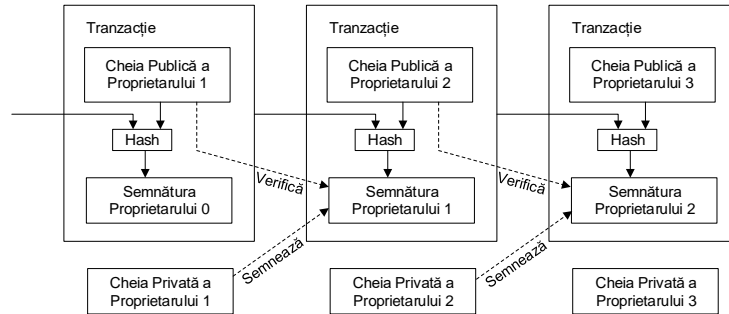 Tranzacție
Tranzacție
Tranzacție
Cheia Publică a
Proprietarului 1
Cheia Publică a
Proprietarului 2
Cheia Publică a
Proprietarului 3
Hash
Hash
Hash
Verifică
Verifică
Semnătura
Proprietarului 0
Semnătura
Proprietarului 1
Semnătura
Proprietarului 2
Semnează
Semnează
Cheia Privată a
Proprietarului 1
Cheia Privată a
Proprietarului 2
Cheia Privată a
Proprietarului 3